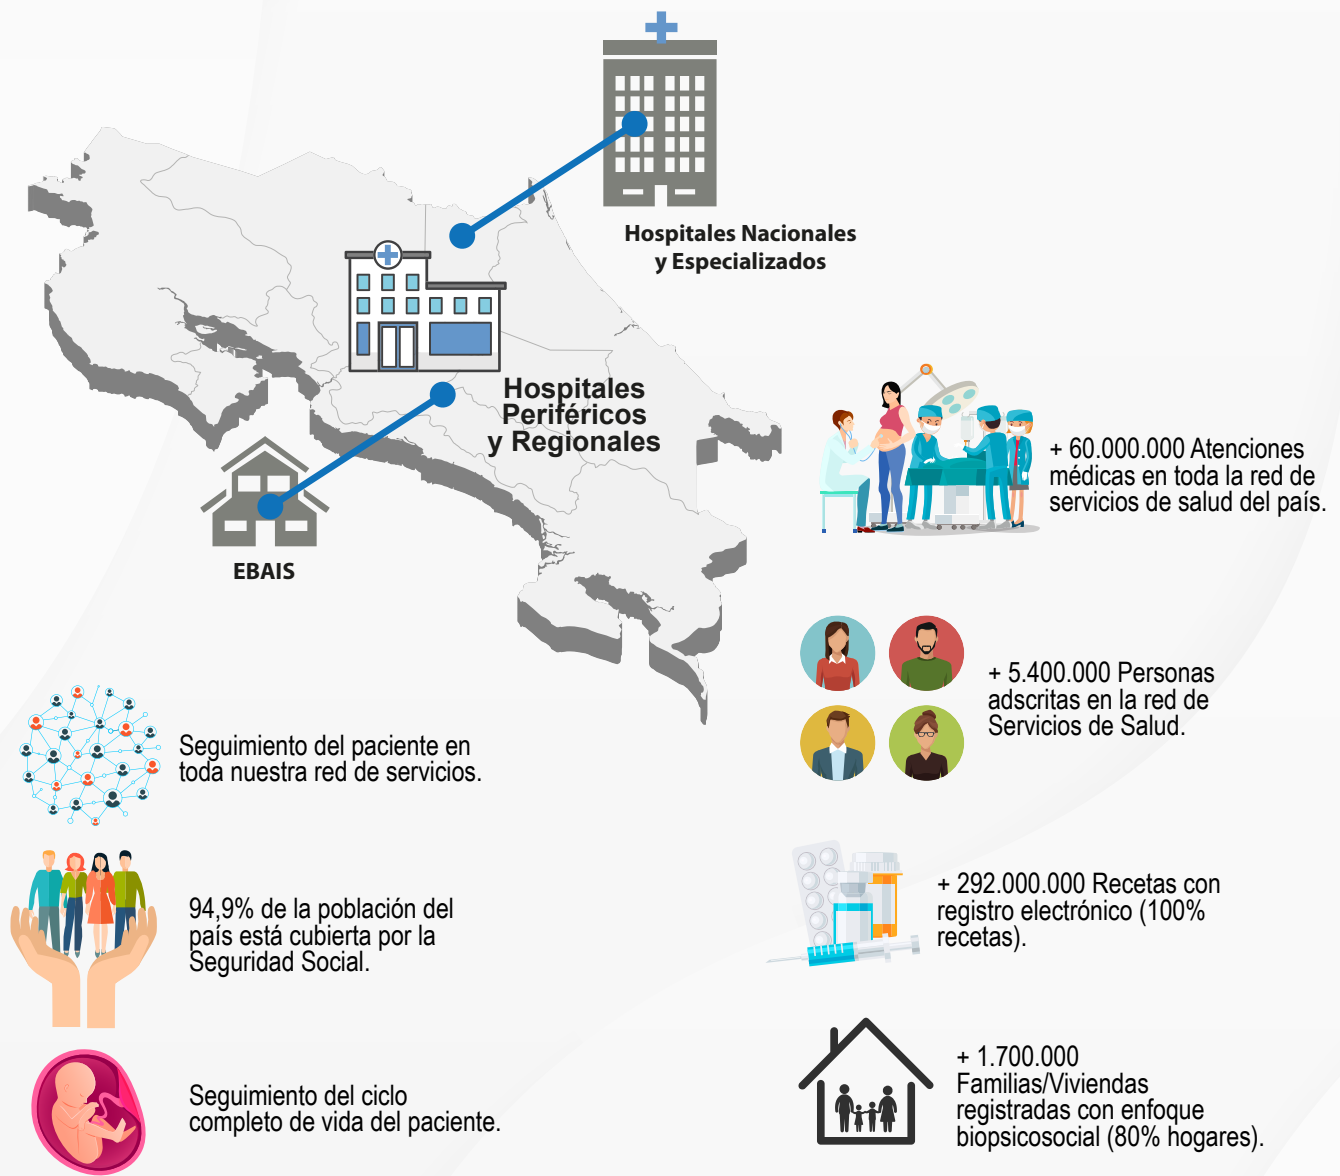 Hospitales Nacionales
y Especializados
Hospitales
Periféricos
y Regionales
EBAIS
+ 60.000.000 Atenciones
médicas en toda la red de
servicios de salud del país.
+ 5.400.000 Personas
adscritas en la red de
Servicios de Salud.
Seguimiento del paciente en
toda nuestra red de servicios.
94,9% de la población del
país está cubierta por la
Seguridad Social.
+ 292.000.000 Recetas con
registro electrónico (100%
recetas).
Seguimiento del ciclo
completo de vida del paciente.
+ 1.700.000
Familias/Viviendas
registradas con enfoque
biopsicosocial (80% hogares).